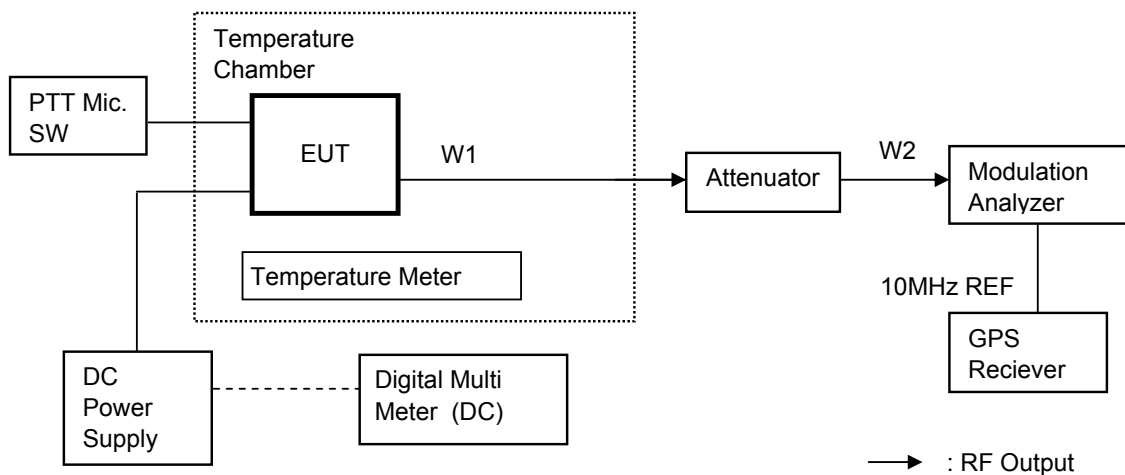 Temperature
Chamber
PTT Mic.
SW
EUT
W1
Attenuator
W2
Modulation
Analyzer
Temperature Meter
10MHz REF
GPS
Reciever
DC
Power
Supply
Digital Multi
Meter (DC)
: RF Output